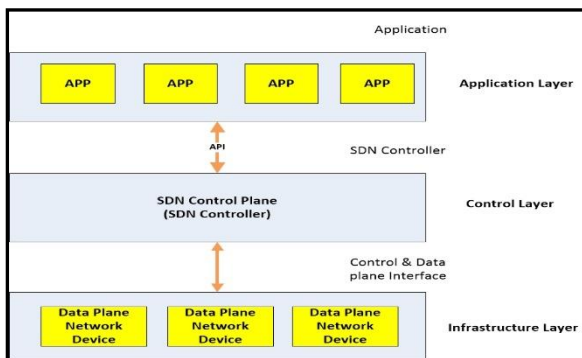 Application
APP APP APP APP
Application Layer
API
SDN Controller
SDN Control Plane
(SDN Controller)
Control Layer
Control & Data
plane Interface
Data Plane
Network
Device
Data Plane
Network
Device
Data Plane
Network
Device
Infrastructure Layer